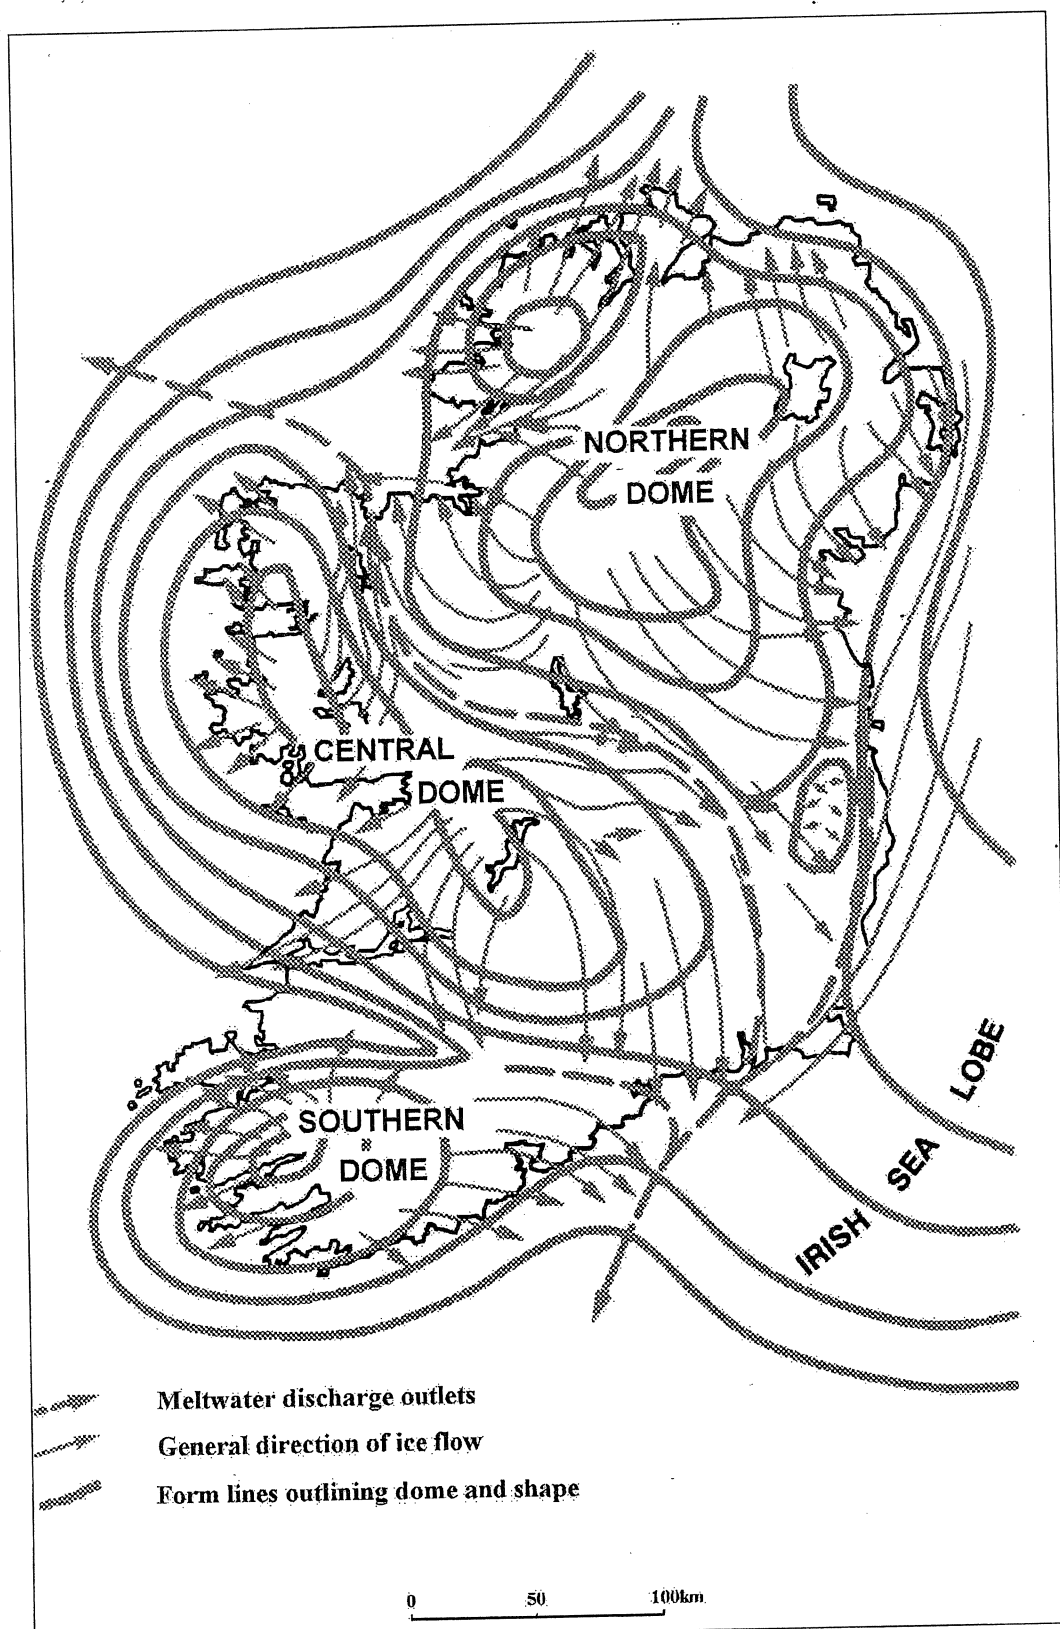 NORTHERN
DOME
CENTRAL
DOME
SOUTHERN
DOME
IRISH SEA LOBE
Meltwater discharge outlets
General direction of ice flow
Form lines outlining dome and shape
0 50 100km